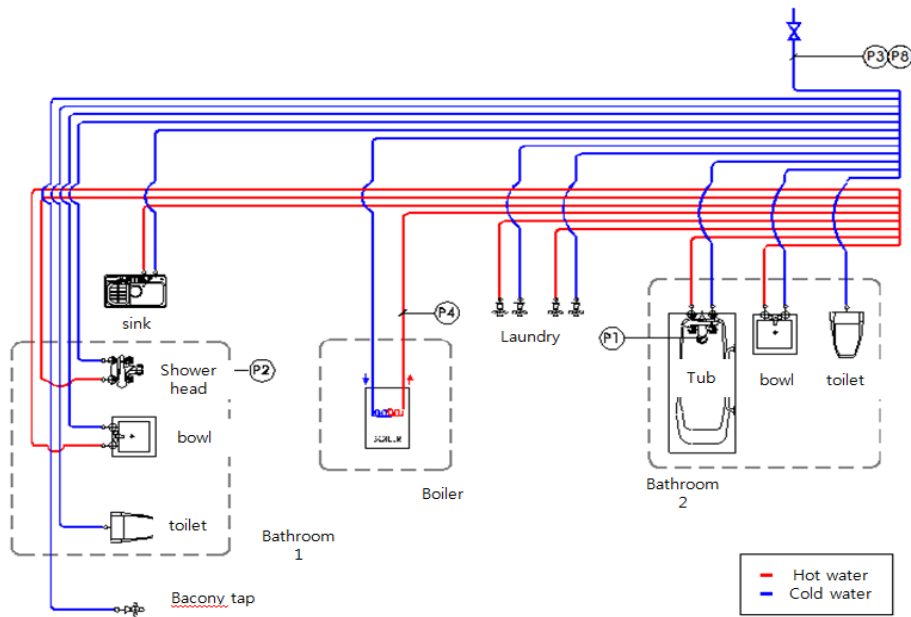 P3 P8
sink
P4
Laundry
P1
Shower
head
P2
Tub
bowl
toilet
bowl
BOILER
Boiler
Bathroom
2
toilet
Bathroom
1
Hot water
Cold water
Bacony tap